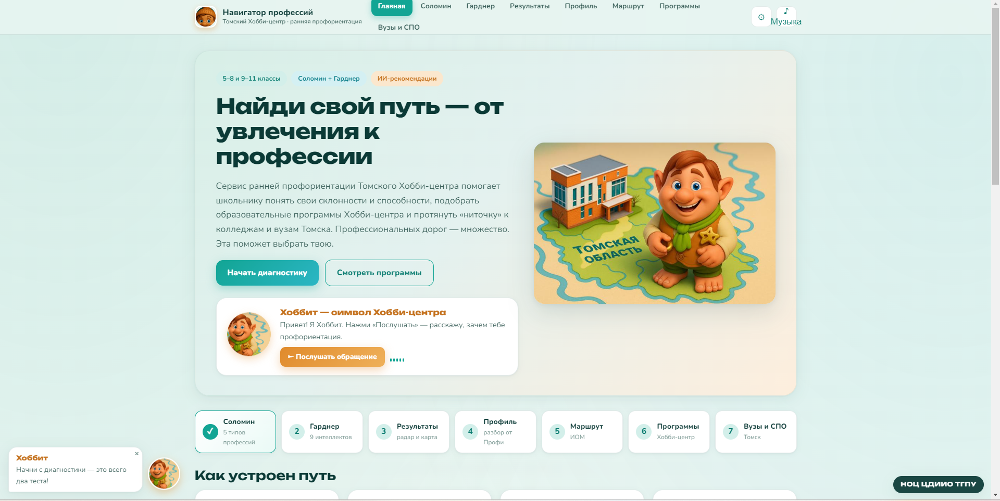 Навигатор профессий
Томский Хобби-центр · ранняя профориентация
Главная Соломин Гарднер Результаты Профиль Маршрут Программы
Вузы и СПО
Музыка
5–8 и 9–11 классы Соломин + Гарднер ИИ-рекомендации
Найди свой путь — от
увлечения к
профессии
Сервис ранней профориентации Томского Хобби-центра помогает
школьнику понять свои склонности и способности, подобрать
образовательные программы Хобби-центра и протянуть «ниточку» к
колледжам и вузам Томска. Профессиональных дорог — множество.
Эта поможет выбрать твою.
Начать диагностику Смотреть программы
ТОМСКАЯ
ОБЛАСТЬ
Хоббит — символ Хобби-центра
Привет! Я Хоббит. Нажми «Послушать» — расскажу, зачем тебе
профориентация.
Послушать обращение
Соломин
5 типов
профессий
2 Гарднер
9 интеллектов
3 Результаты
радар и карта
4 Профиль
разбор от
Профи
5 Маршрут
ИОМ
6 Программы
Хобби-центр
7 Вузы и СПО
Томск
Хоббит ×
Начни с диагностики — это всего
два теста!
Как устроен путь
НОЦ ЦДИИО ТГПУ